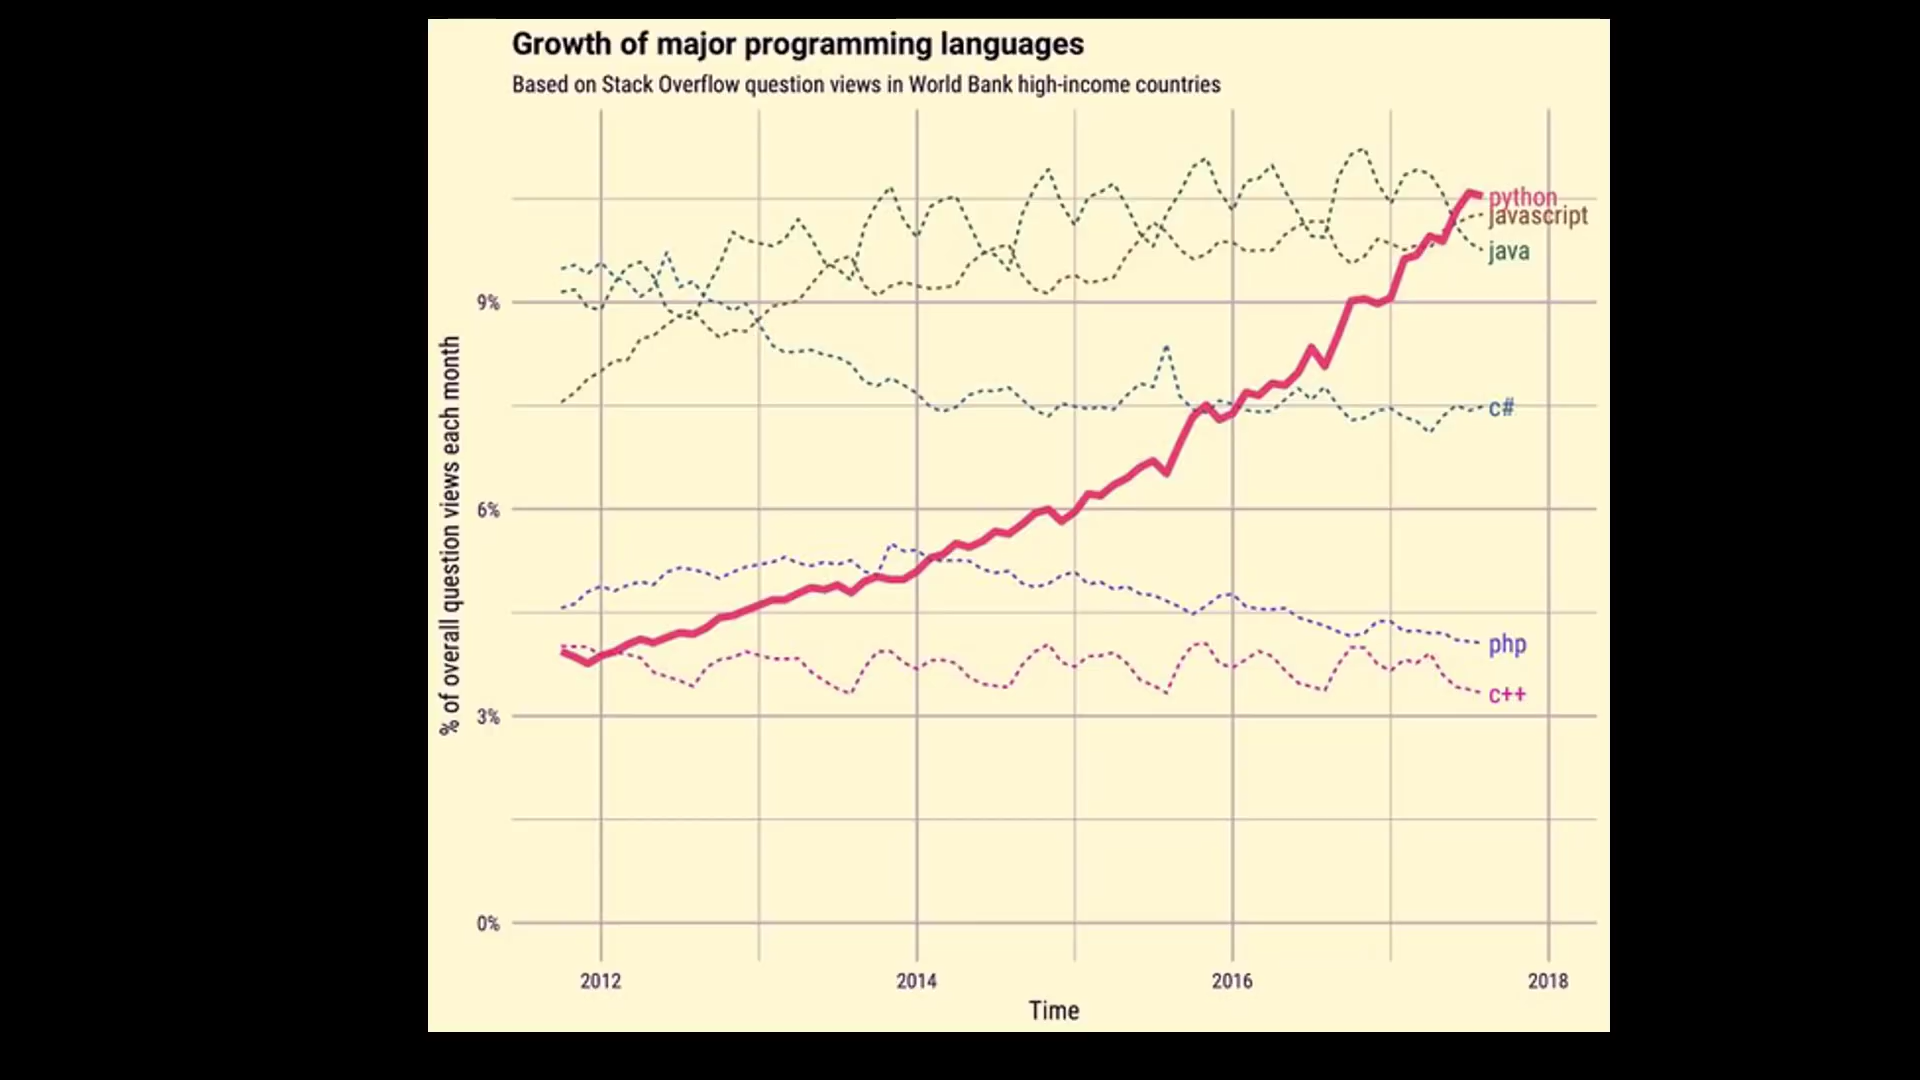 Growth of major programming languages
Based on Stack Overflow question views in World Bank high-income countries
% of overall question views each month
9%
6%
3%
0%
python
javascript
java
c#
php
c++
2012
2014
2016
2018
Time